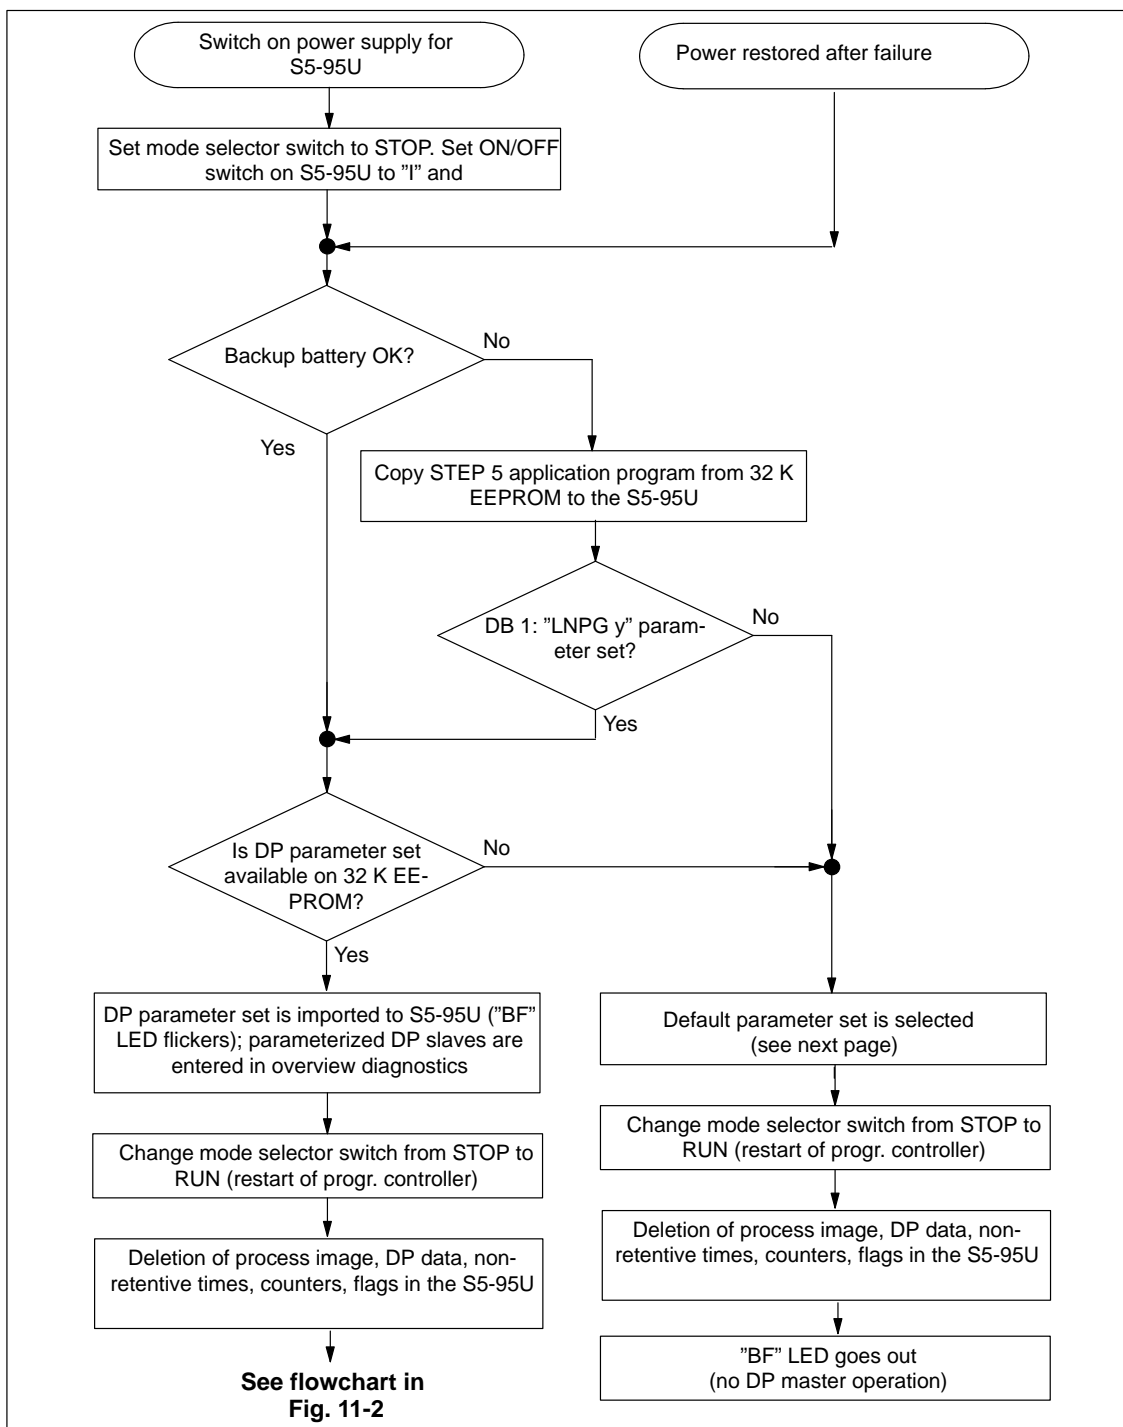 Switch on power supply for
S5-95U
Power restored after failure
Set mode selector switch to STOP. Set ON/OFF
switch on S5-95U to ”I” and
Backup battery OK?
No
Yes
Copy STEP 5 application program from 32 K
EEPROM to the S5-95U
DB 1: ”LNPG y” param-
eter set?
No
Yes
Is DP parameter set
available on 32 K EE-
PROM?
No
Yes
DP parameter set is imported to S5-95U (”BF”
LED flickers); parameterized DP slaves are
entered in overview diagnostics
Default parameter set is selected
(see next page)
Change mode selector switch from STOP to
RUN (restart of progr. controller)
Change mode selector switch from STOP to
RUN (restart of progr. controller)
Deletion of process image, DP data, non-
retentive times, counters, flags in the S5-95U
Deletion of process image, DP data, non-
retentive times, counters, flags in the S5-95U
”BF” LED goes out
(no DP master operation)
See flowchart in
Fig. 11-2